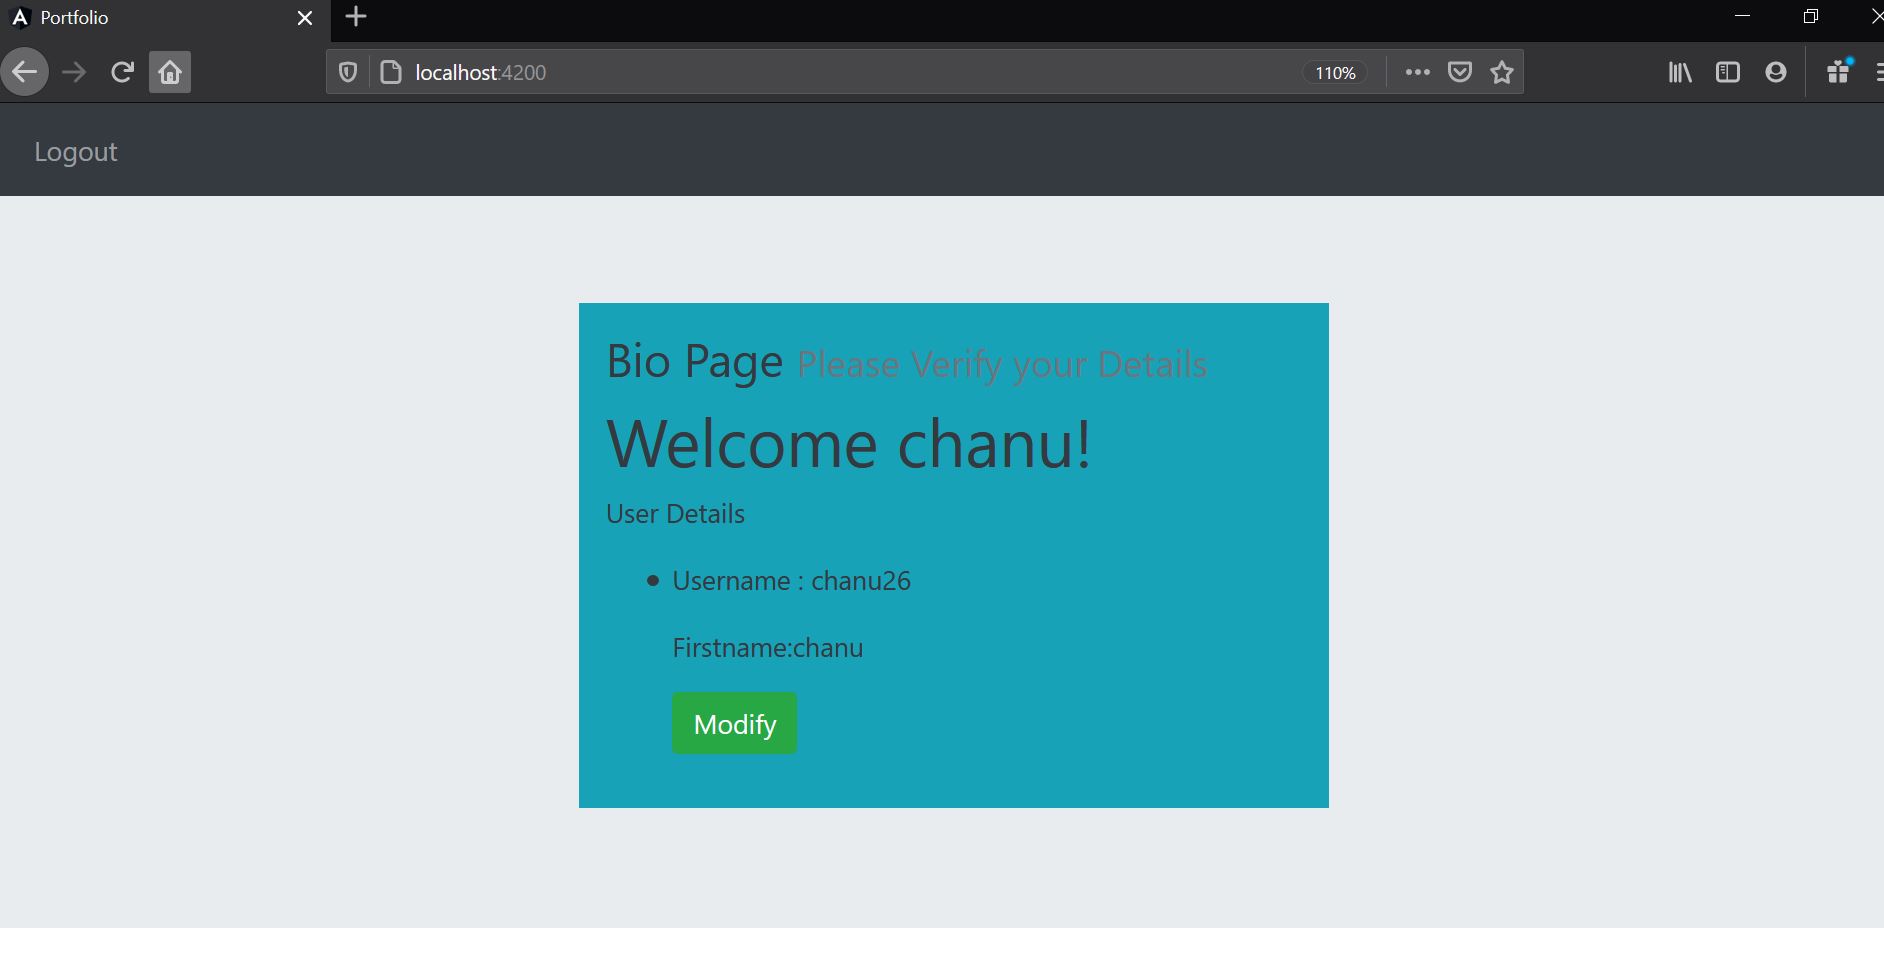 Portfolio
localhost:4200
110%
Logout
Bio Page Please Verify your Details
Welcome chanu!
User Details
Username : chanu26
Firstname:chanu
Modify